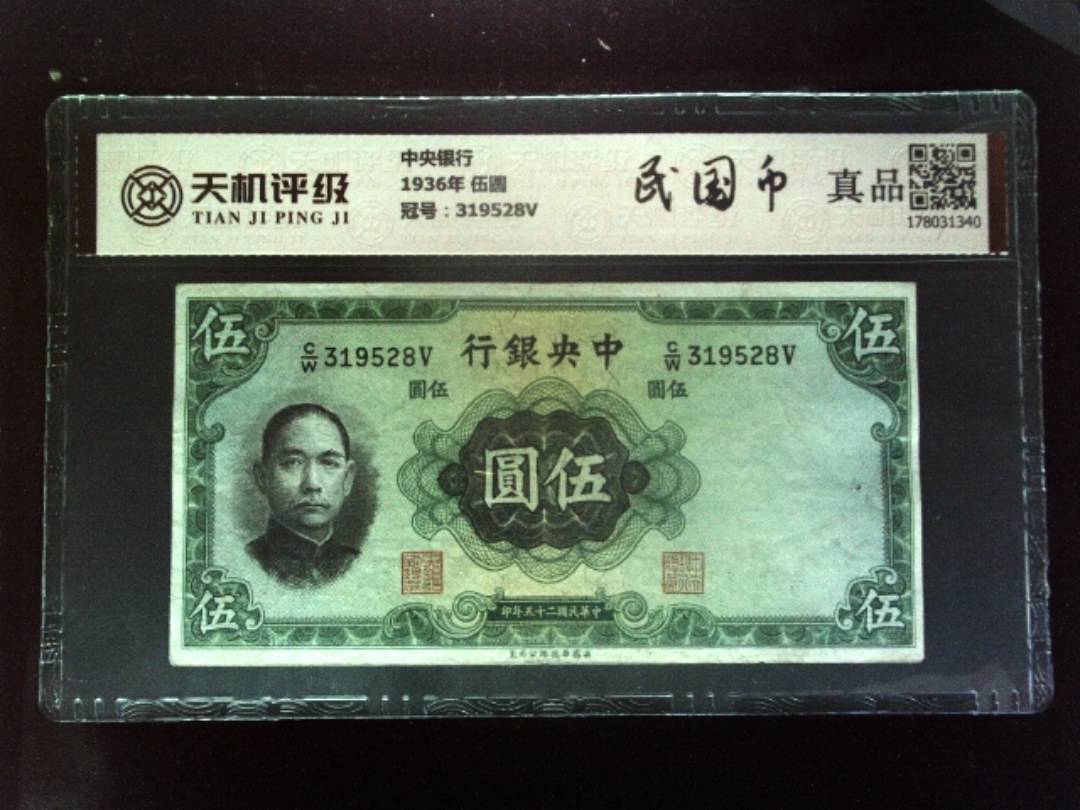 天机评级
TIAN JI PING JI
中央银行
1936年 伍圆
冠号：319528V
民国币
真品
178031340
伍
伍
C/W 319528V
行銀央中
C/W 319528V
圓伍
圓伍
圓伍
伍
伍
印年五十二國民華中